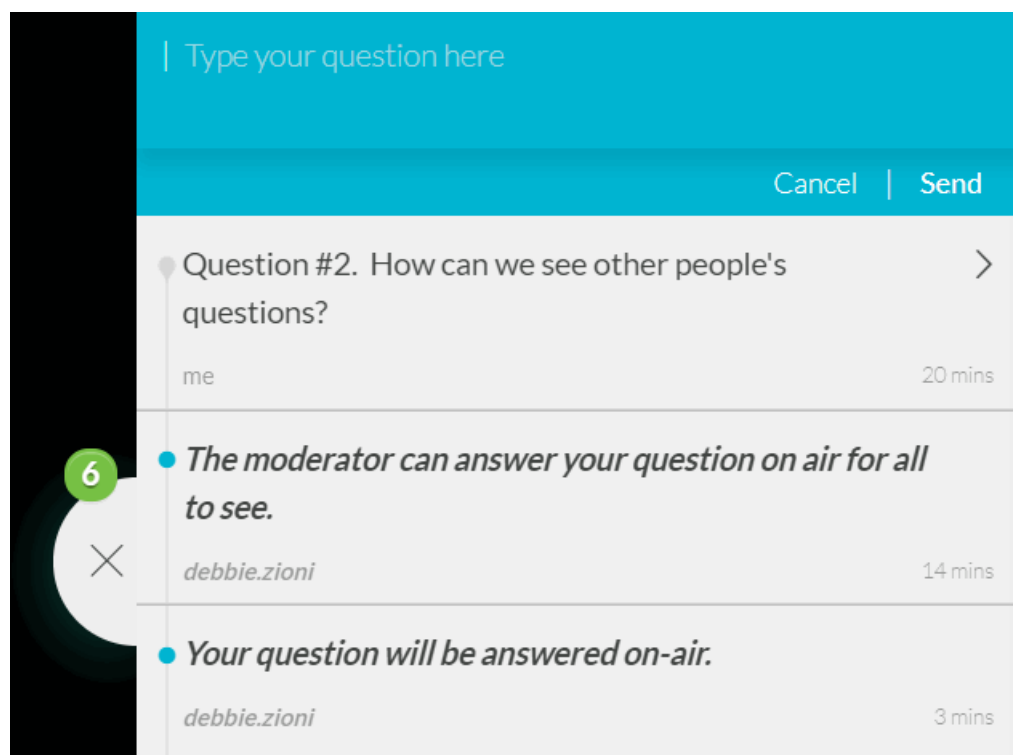 Type your question here
Cancel | Send
Question #2. How can we see other people's
questions?
me 20 mins
6
The moderator can answer your question on air for all
to see.
debbie.zioni 14 mins
Your question will be answered on-air.
debbie.zioni 3 mins